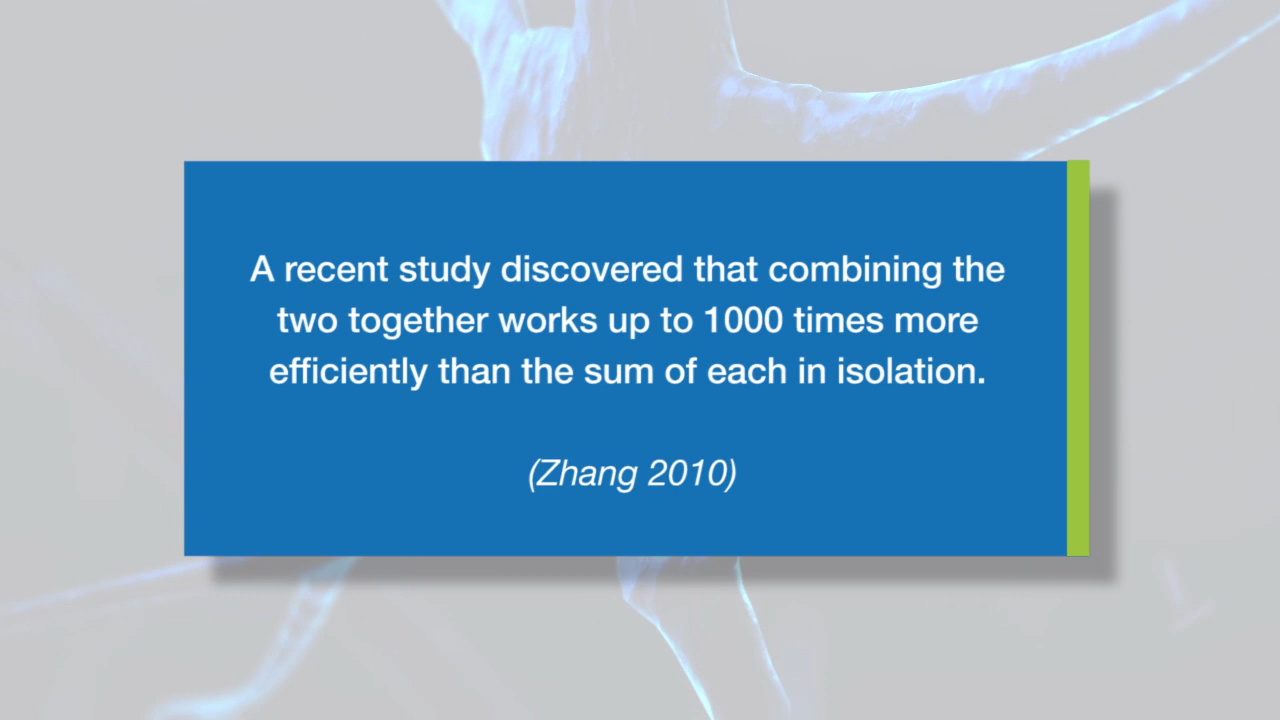 A recent study discovered that combining the
two together works up to 1000 times more
efficiently than the sum of each in isolation.
(Zhang 2010)